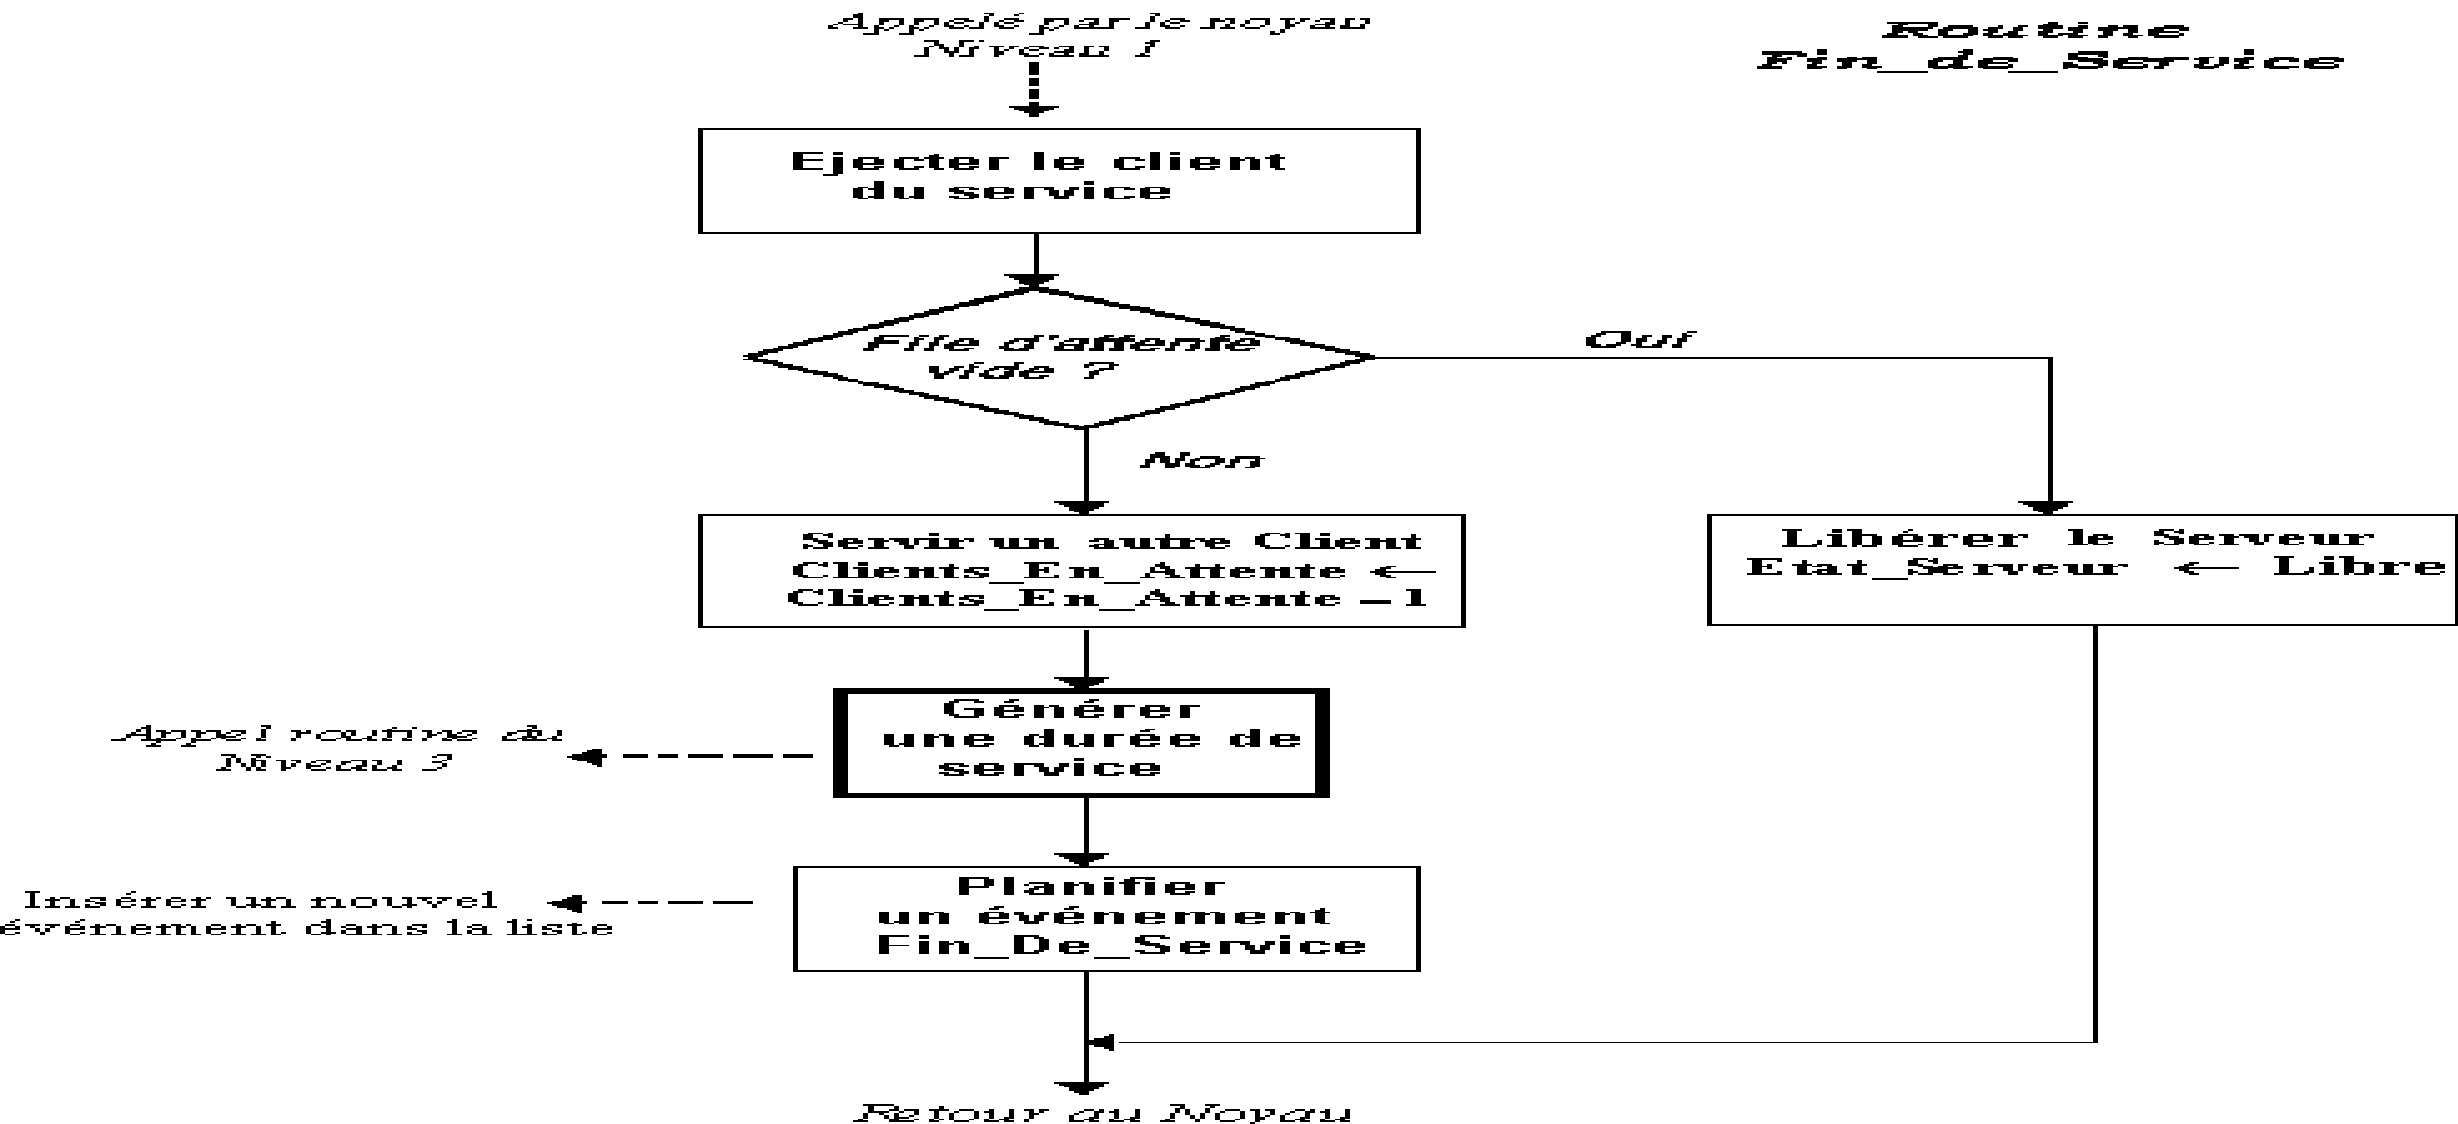 Appelé par le noyau
Niveau 1
Routine
Fin_de_Service
Ejecter le client
du service
File d'attente
vide ?
Oui
Non
Servir un autre Client
Clients_En_Attente ←
Clients_En_Attente – 1
Libérer le Serveur
Etat_Serveur ← Libre
Générer
une durée de
service
Appel routine du
Niveau 3
Planifier
un événement
Fin_De_Service
Insérer un nouvel
événement dans la liste
Retour au Noyau